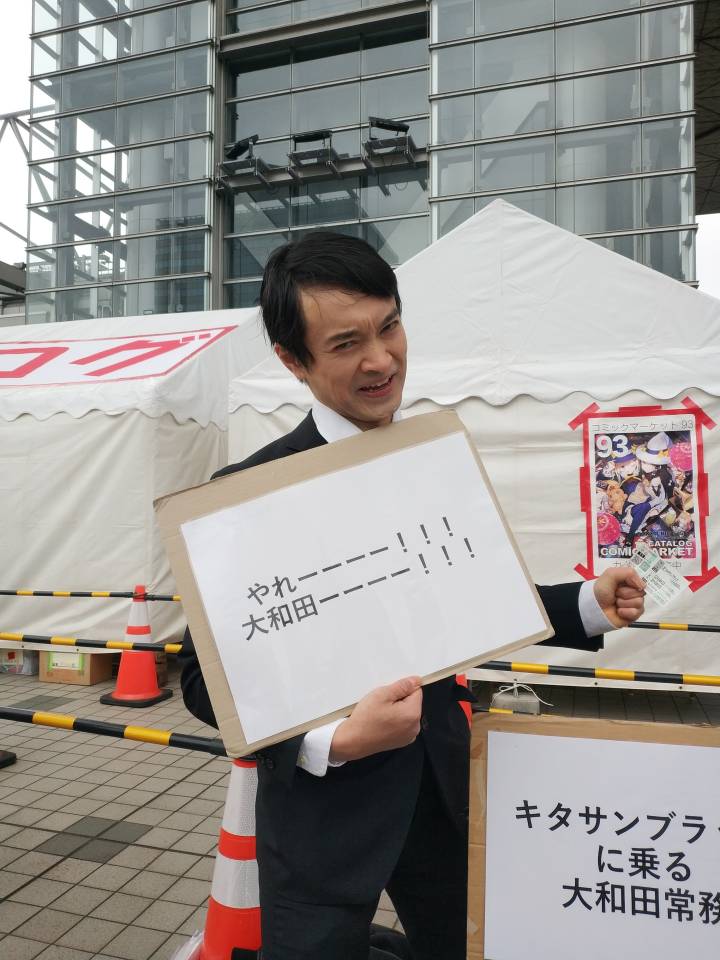 ログ
コミックマーケット 93
93
CATALOG
COMIC MARKET
やれーーーー！！！
大和田ーーーー！！！
キタサンブラ
に乗る
大和田常務